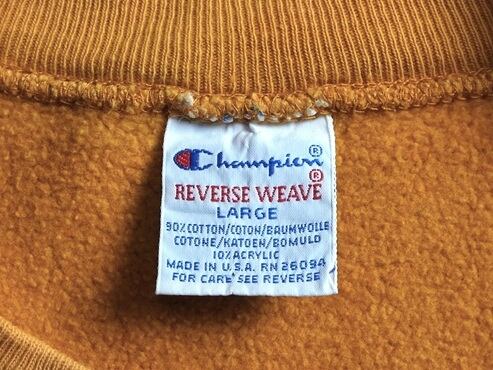 Champion®
REVERSE WEAVE®
LARGE
90% COTTON/COTON/BAUMWOLLE
COTONE/KATOEN/BOMULD
10% ACRYLIC
MADE IN U.S.A. RN 26094
FOR CARE SEE REVERSE